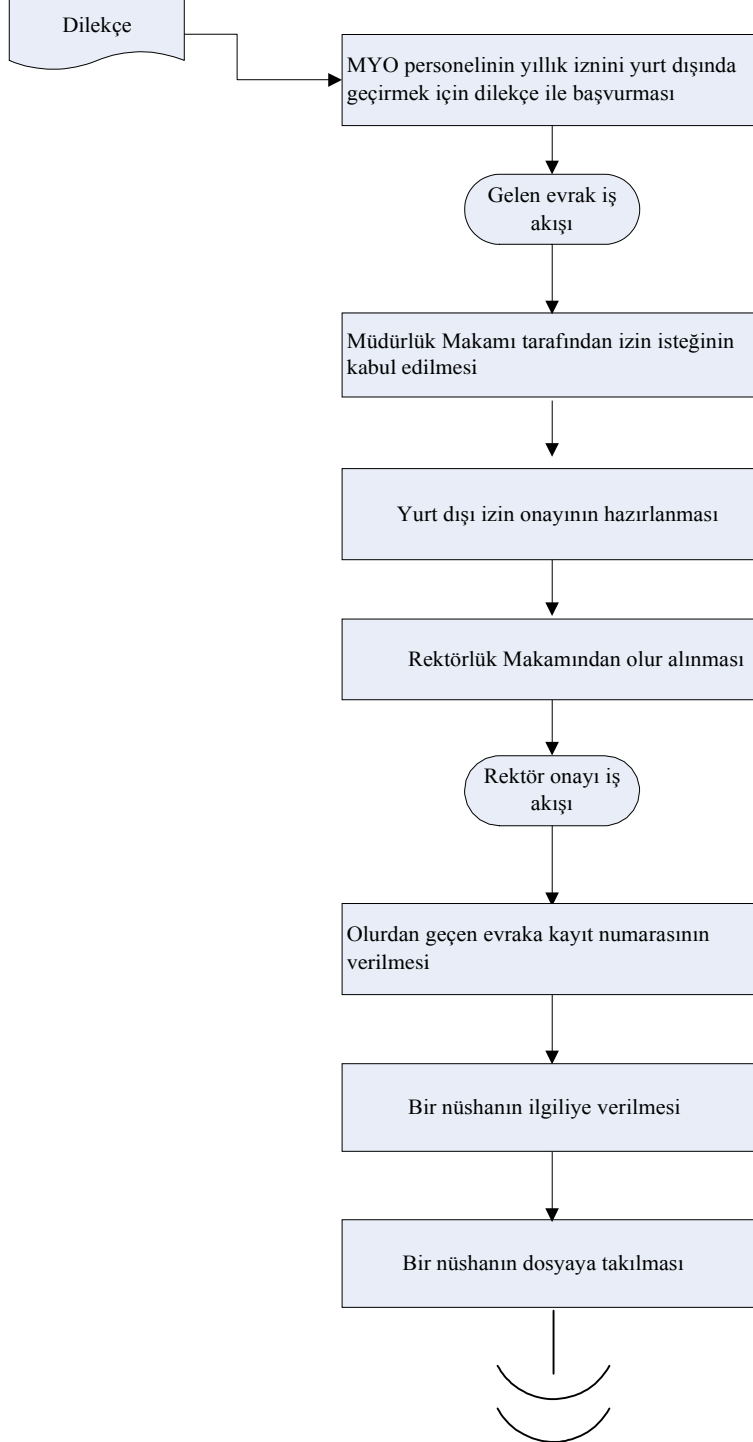 Dilekçe
MYO personelinin yıllık iznini yurt dışında
geçirmek için dilekçe ile başvurması
Gelen evrak iş
akışı
Müdürlük Makamı tarafından izin isteğinin
kabul edilmesi
Yurt dışı izin onayının hazırlanması
Rektörlük Makamından olur alınması
Rektör onayı iş
akışı
Olurdan geçen evraka kayıt numarasının
verilmesi
Bir nüshanın ilgiliye verilmesi
Bir nüshanın dosyaya takılması